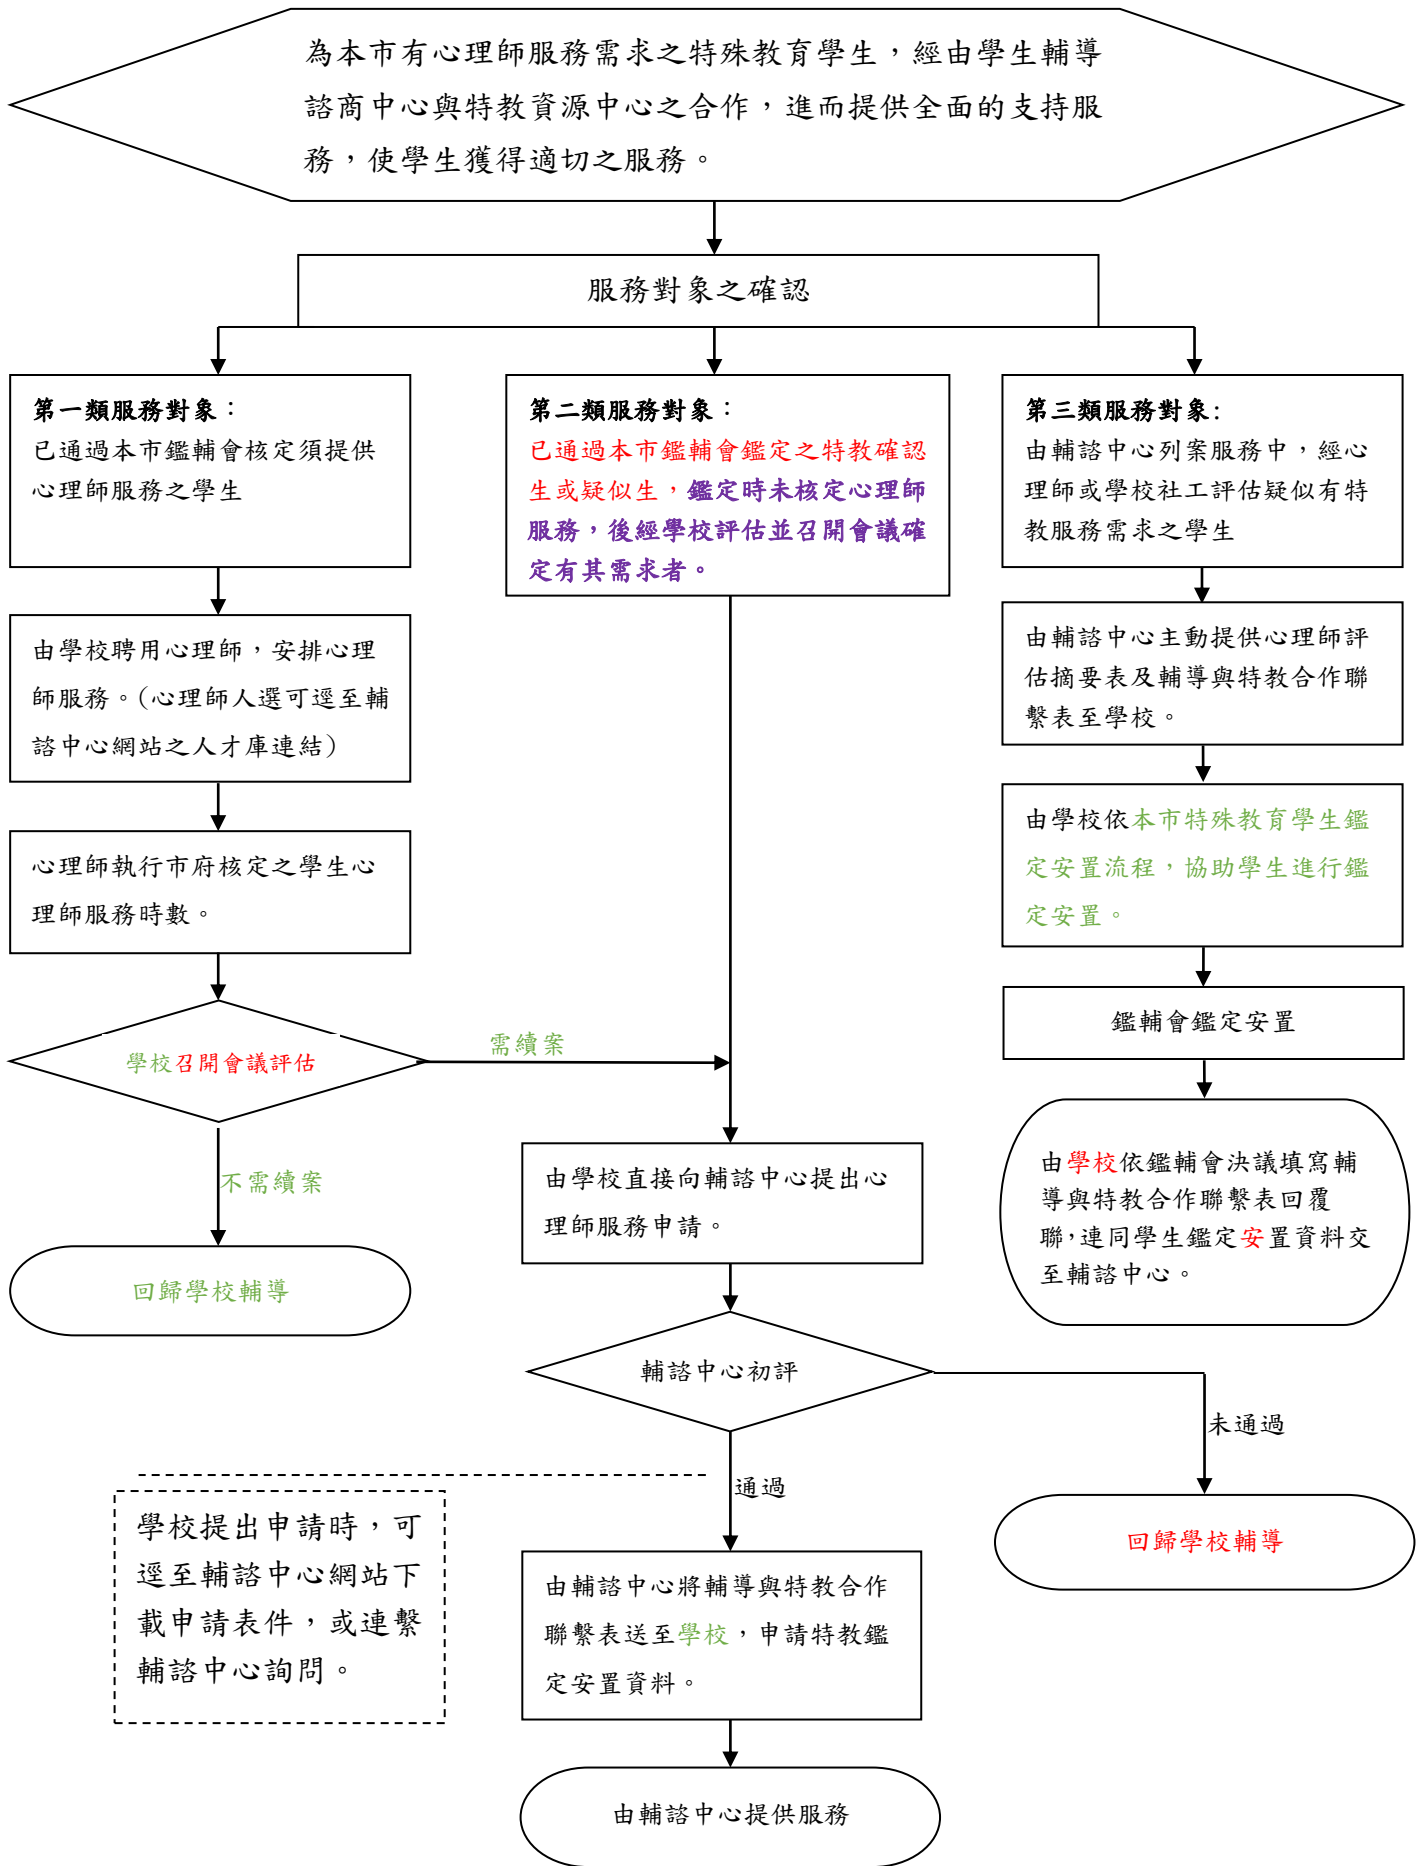 為本市有心理師服務需求之特殊教育學生，經由學生輔導
諮商中心與特教資源中心之合作，進而提供全面的支持服
務，使學生獲得適切之服務。
服務對象之確認
第一類服務對象：
已通過本市鑑輔會核定須提供
心理師服務之學生
第二類服務對象：
已通過本市鑑輔會鑑定之特教確認
生或疑似生，鑑定時未核定心理師
服務，後經學校評估並召開會議確
定有其需求者。
第三類服務對象:
由輔諮中心列案服務中，經心
理師或學校社工評估疑似有特
教服務需求之學生
由學校聘用心理師，安排心理
師服務。(心理師人選可逕至輔
諮中心網站之人才庫連結)
由輔諮中心主動提供心理師評
估摘要表及輔導與特教合作聯
繫表至學校。
心理師執行市府核定之學生心
理師服務時數。
由學校依本市特殊教育學生鑑
定安置流程，協助學生進行鑑
定安置。
鑑輔會鑑定安置
學校召開會議評估
需續案
不需續案
回歸學校輔導
由學校直接向輔諮中心提出心
理師服務申請。
由學校依鑑輔會決議填寫輔
導與特教合作聯繫表回覆
聯，連同學生鑑定安置資料交
至輔諮中心。
輔諮中心初評
未通過
通過
回歸學校輔導
學校提出申請時，可
逕至輔諮中心網站下
載申請表件，或連繫
輔諮中心詢問。
由輔諮中心將輔導與特教合作
聯繫表送至學校，申請特教鑑
定安置資料。
由輔諮中心提供服務